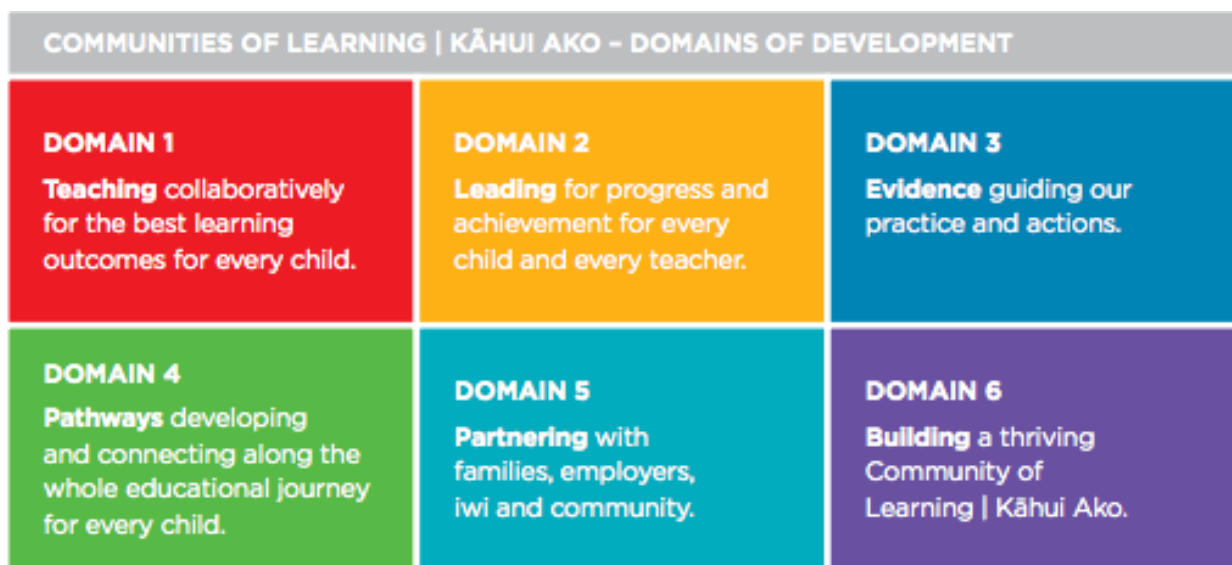 COMMUNITIES OF LEARNING | KĀHUI AKO – DOMAINS OF DEVELOPMENT
DOMAIN 1
Teaching collaboratively
for the best learning
outcomes for every child.
DOMAIN 2
Leading for progress and
achievement for every
child and every teacher.
DOMAIN 3
Evidence guiding our
practice and actions.
DOMAIN 4
Pathways developing
and connecting along the
whole educational journey
for every child.
DOMAIN 5
Partnering with
families, employers,
iwi and community.
DOMAIN 6
Building a thriving
Community of
Learning | Kāhui Ako.